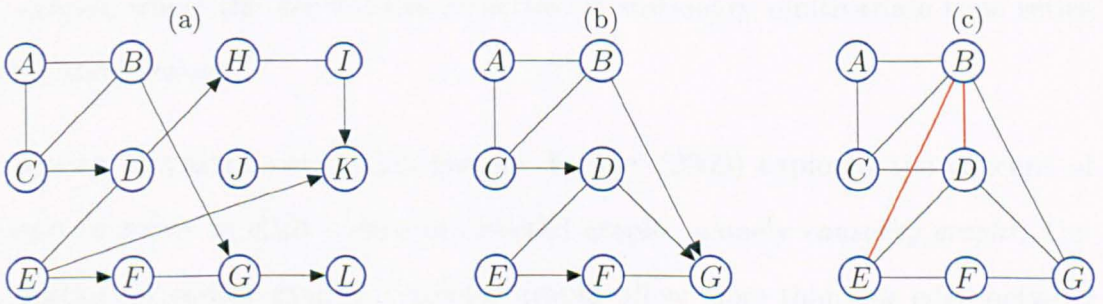 (a) (b) (c)
A B H I A B A B
C D J K C D C D
E F G L E F G E F G